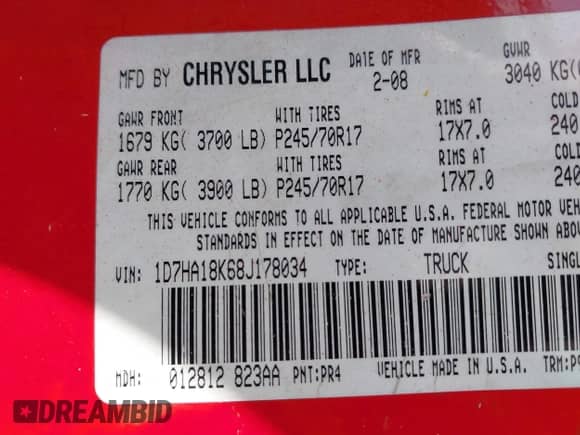 MFD BY CHRYSLER LLC DATE OF MFR GVWR
2-08 3040 KG(
GAWR FRONT WITH TIRES RIMS AT COLD
1679 KG( 3700 LB) P245/70R17 17X7.0 240
GAWR REAR WITH TIRES RIMS AT COLD
1770 KG( 3900 LB) P245/70R17 17X7.0 240
THIS VEHICLE CONFORMS TO ALL APPLICABLE U.S.A. FEDERAL MOTOR VEH
STANDARDS IN EFFECT ON THE DATE OF MANUFACTURE SHOWN ABOVE
VIN: 1D7HA18K68J178034 TYPE: TRUCK SINGL
MDH: 012812 823AA PNT:PR4 VEHICLE MADE IN U.S.A. TRM:P9
DREAMBID